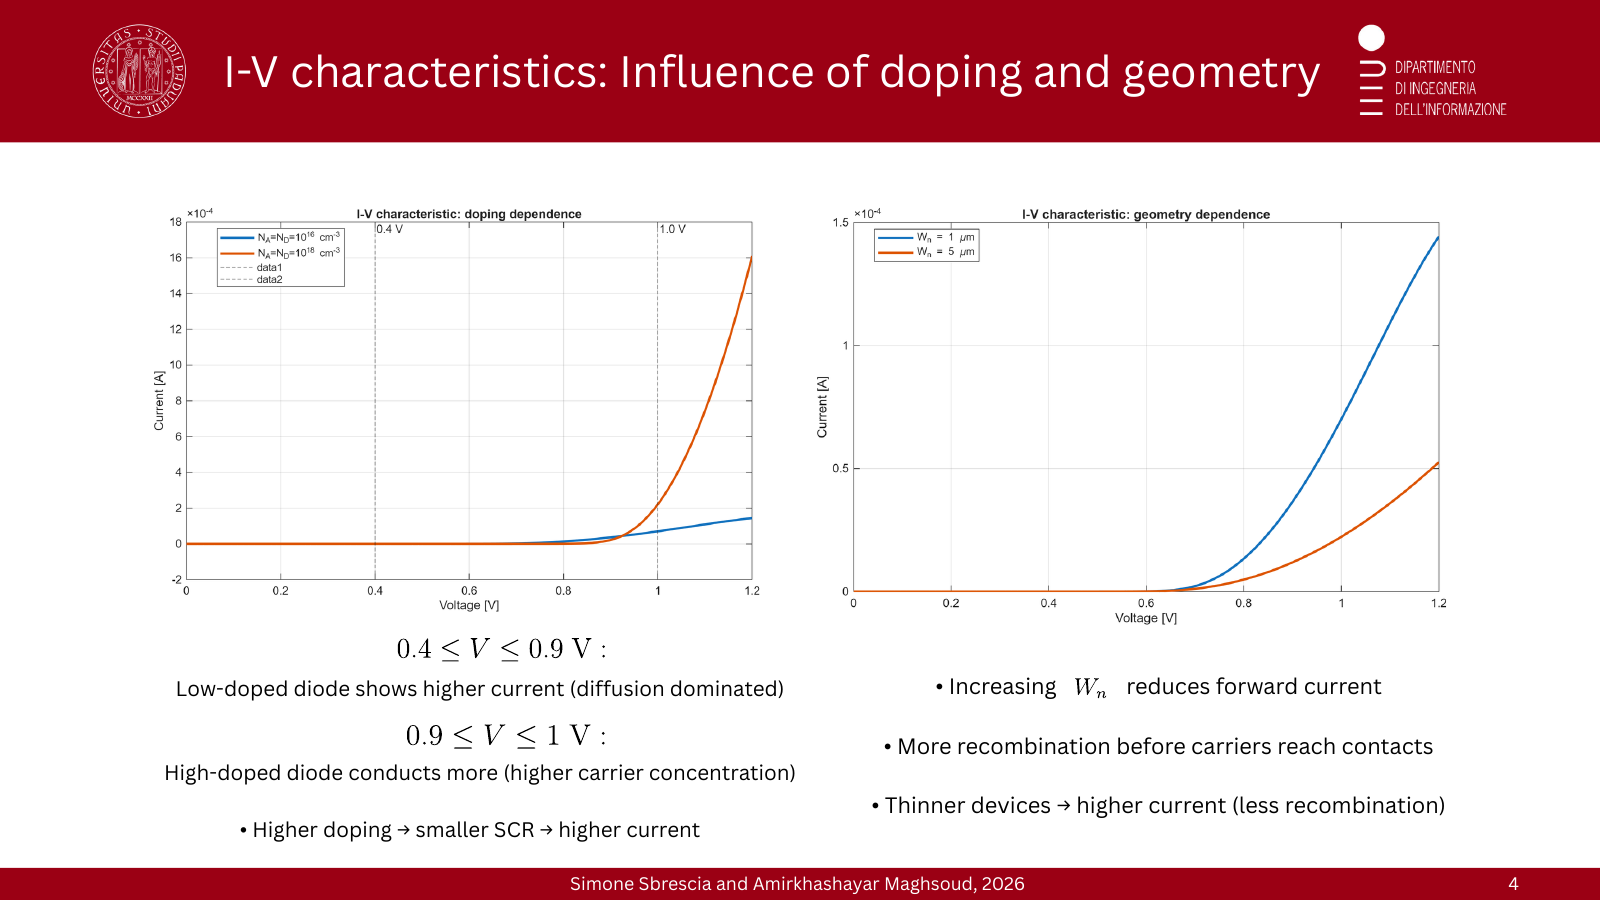 UNIVERSITAS STUDII PADUANI
MCCXXII
I-V characteristics: Influence of doping and geometry
DIPARTIMENTO
DI INGEGNERIA
DELL'INFORMAZIONE
I-V characteristic: doping dependence
×10⁻⁴
18
16
14
12
10
8
6
4
2
0
-2
Current [A]
N_A=N_D=10¹⁶ cm⁻³
N_A=N_D=10¹⁸ cm⁻³
data1
data2
0.4 V
1.0 V
0 0.2 0.4 0.6 0.8 1 1.2
Voltage [V]
I-V characteristic: geometry dependence
×10⁻⁴
1.5
1
0.5
0
Current [A]
W_n = 1 μm
W_n = 5 μm
0 0.2 0.4 0.6 0.8 1 1.2
Voltage [V]
0.4 ≤ V ≤ 0.9 V :
Low-doped diode shows higher current (diffusion dominated)
0.9 ≤ V ≤ 1 V :
High-doped diode conducts more (higher carrier concentration)
• Higher doping → smaller SCR → higher current
• Increasing W_n reduces forward current
• More recombination before carriers reach contacts
• Thinner devices → higher current (less recombination)
Simone Sbrescia and Amirkhashayar Maghsoud, 2026
4